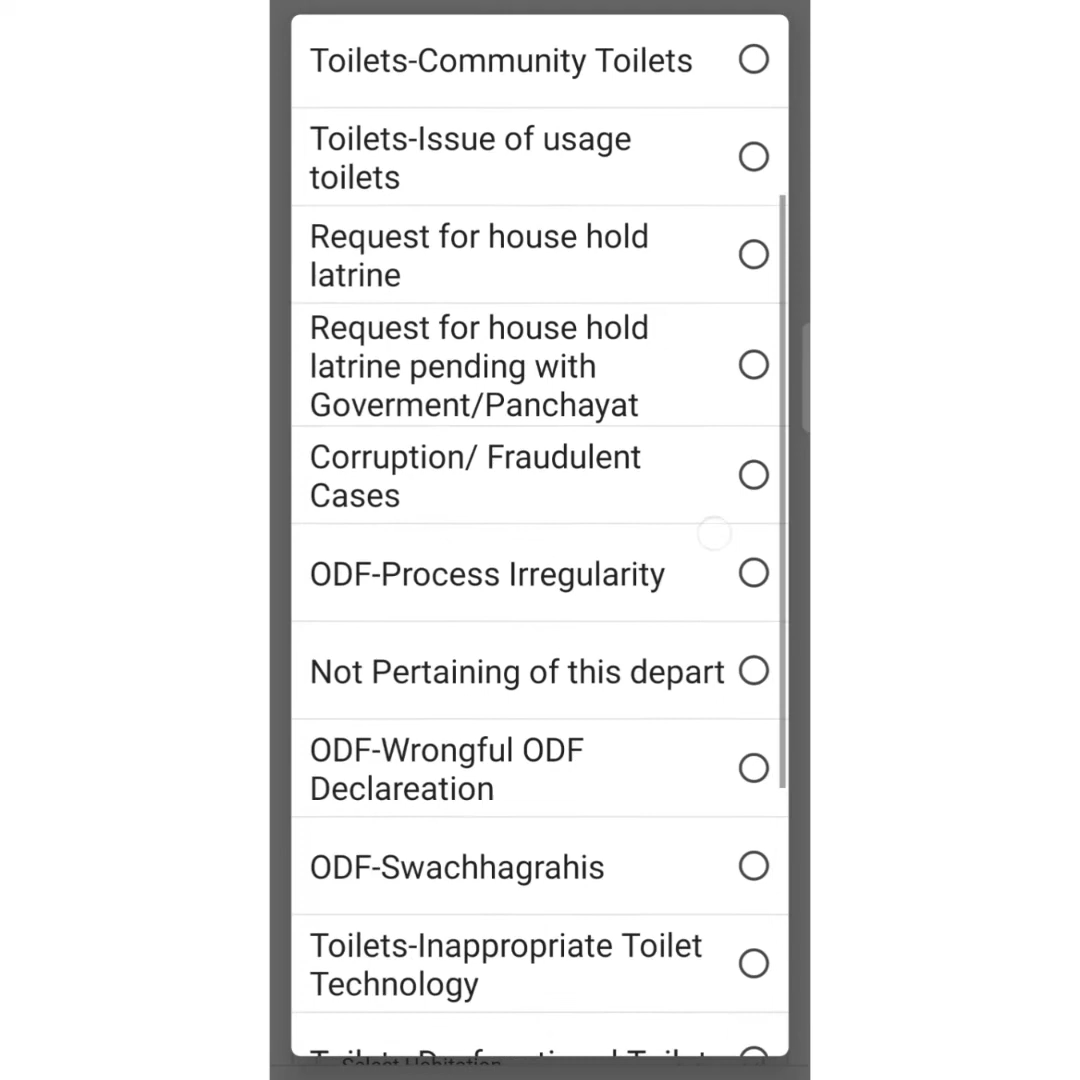 Toilets-Community Toilets
Toilets-Issue of usage
toilets
Request for house hold
latrine
Request for house hold
latrine pending with
Goverment/Panchayat
Corruption/ Fraudulent
Cases
ODF-Process Irregularity
Not Pertaining of this depart
ODF-Wrongful ODF
Declareation
ODF-Swachhagrahis
Toilets-Inappropriate Toilet
Technology